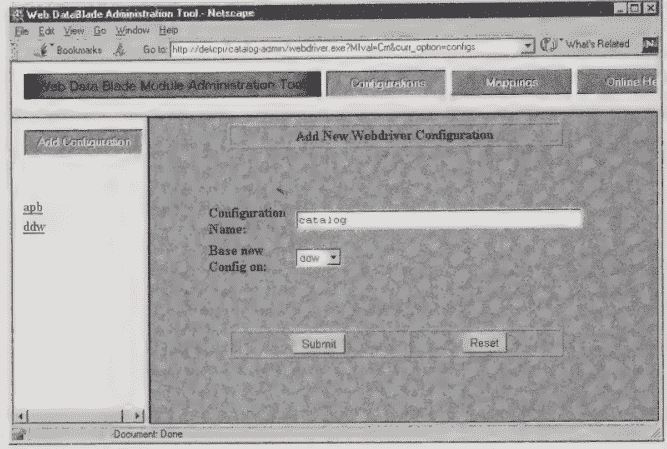 Web DataBlade Administration Tool - Netscape
File Edit View Go Window Help
Bookmarks Go to: http://delcpi/catalog-admin/webdriver.exe?MIval=Cm&curr_option=configs What's Related
Web Data Blade Module Administration Tool Configurations Mappings Online He
Add Configuration
Add New Webdriver Configuration
apb
ddw
Configuration
Name:
catalog
Base new
Config on:
ddw
Submit Reset
Document: Done